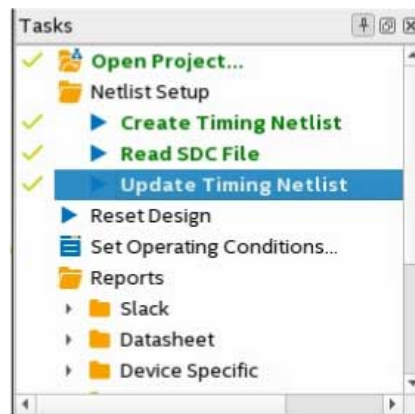 Tasks
Open Project...
Netlist Setup
Create Timing Netlist
Read SDC File
Update Timing Netlist
Reset Design
Set Operating Conditions...
Reports
Slack
Datasheet
Device Specific